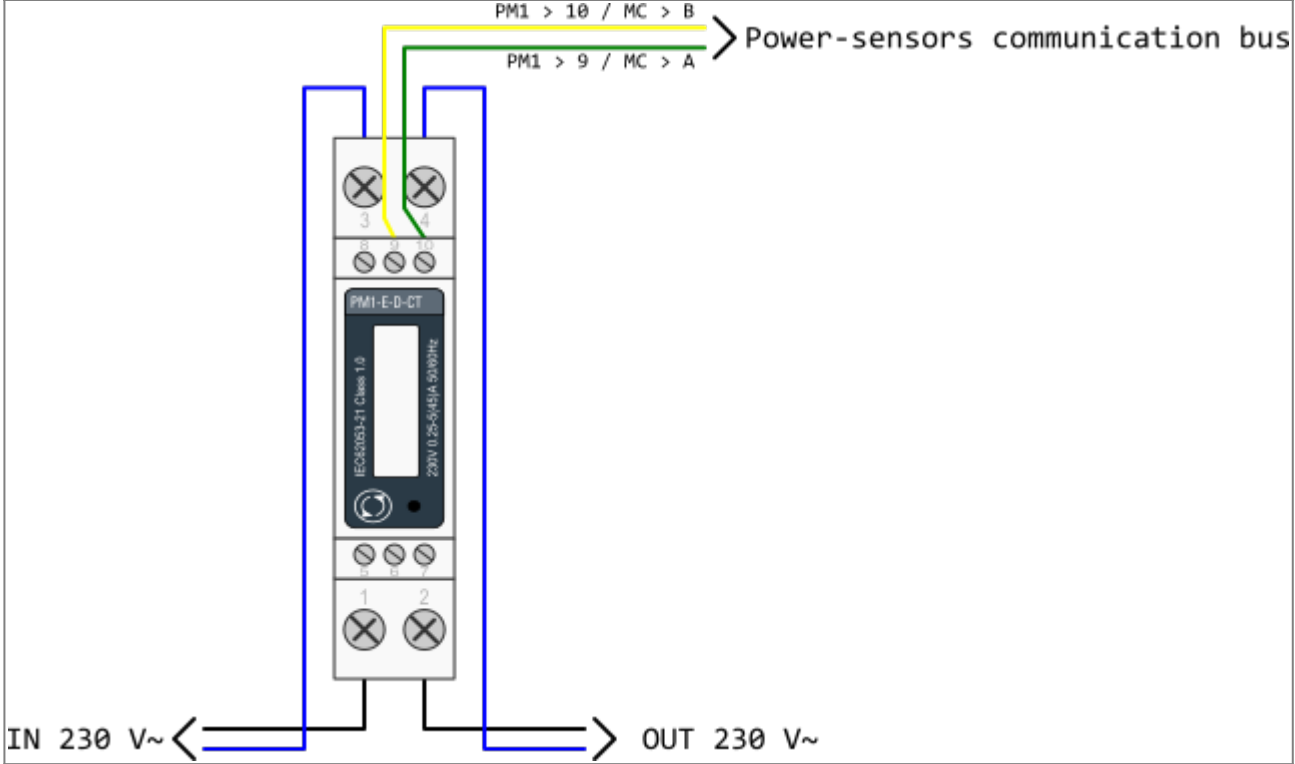 PM1 > 10 / MC > B
Power-sensors communication bus
PM1 > 9 / MC > A
3 4
8 9 10
PM1-E-D-CT
IEC62053-21 Class 1.0
230V 0.25-5(45)A 50/60Hz
5 6 7
1 2
IN 230 V~
OUT 230 V~